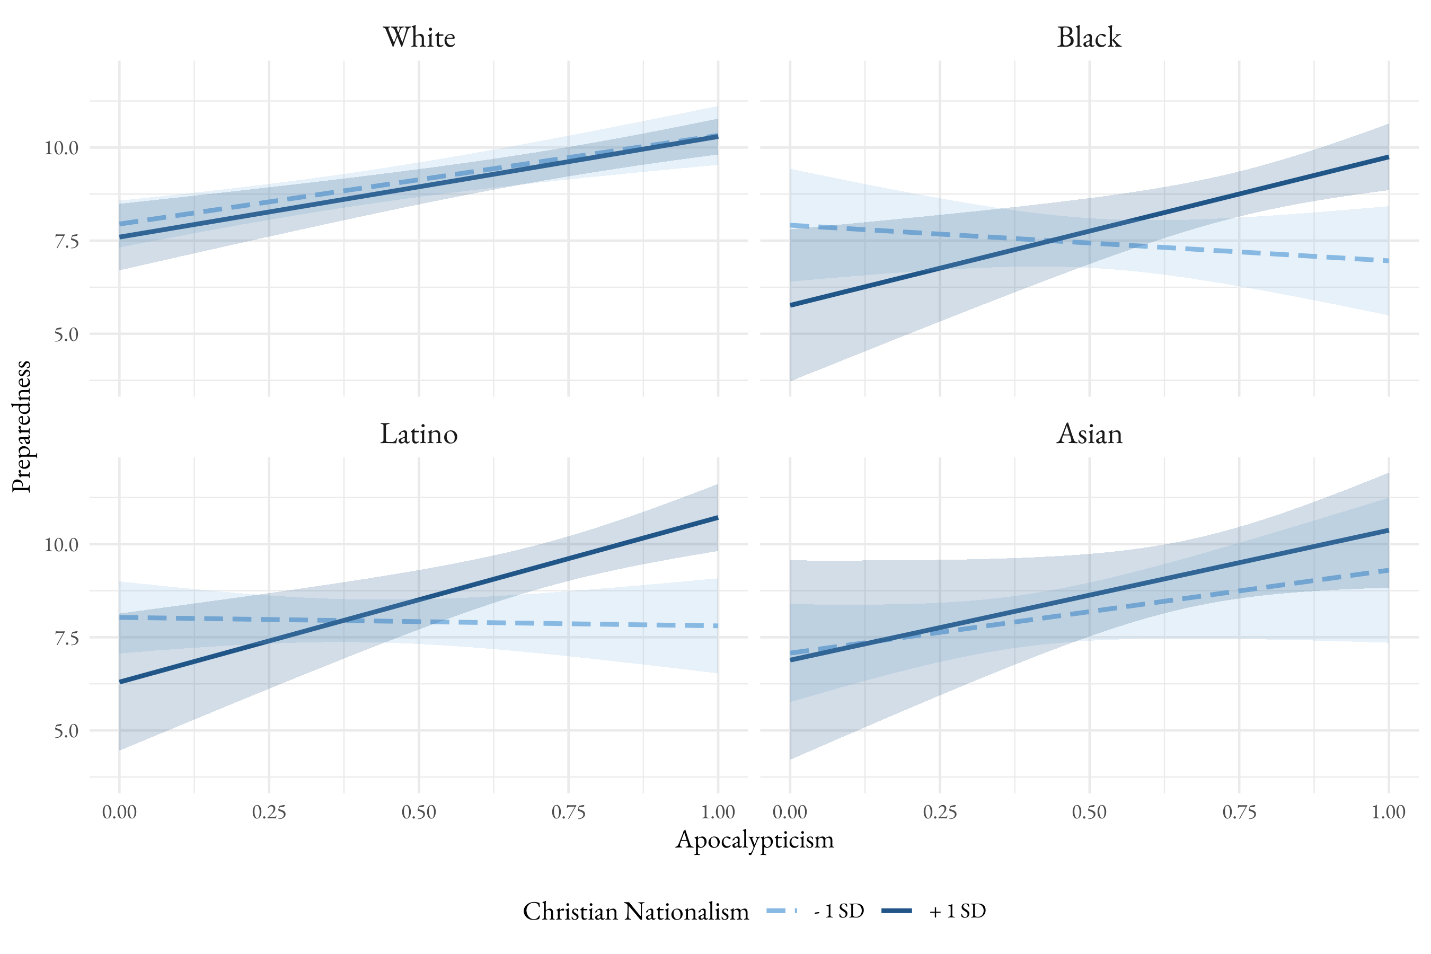 White
Black
10.0
7.5
5.0
Preparedness
Latino
Asian
10.0
7.5
5.0
0.00 0.25 0.50 0.75 1.00 0.00 0.25 0.50 0.75 1.00
Apocalypticism
Christian Nationalism - 1 SD + 1 SD